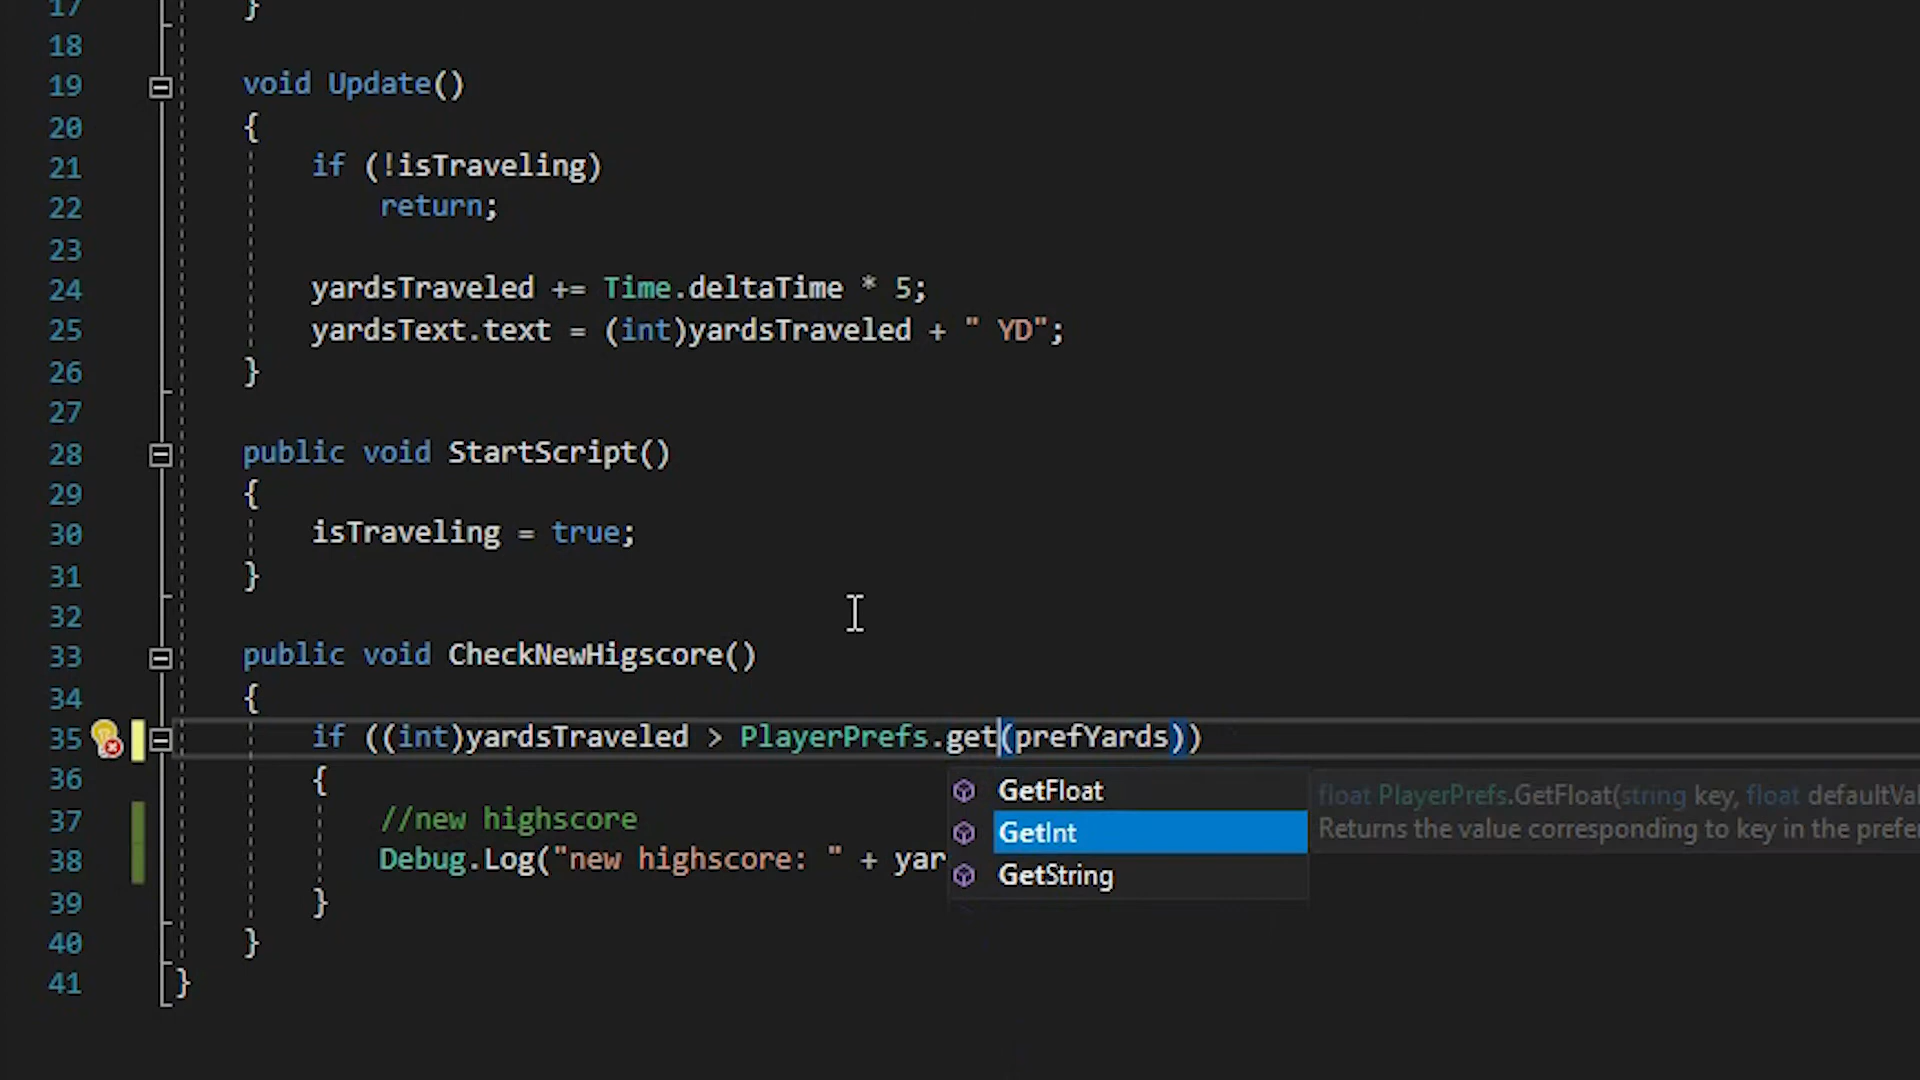 17 }
18
19 void Update()
20 {
21 if (!isTraveling)
22 return;
23
24 yardsTraveled += Time.deltaTime * 5;
25 yardsText.text = (int)yardsTraveled + " YD";
26 }
27
28 public void StartScript()
29 {
30 isTraveling = true;
31 }
32
33 public void CheckNewHigscore()
34 {
35 if ((int)yardsTraveled > PlayerPrefs.get(prefYards))
36 {
GetFloat
float PlayerPrefs.GetFloat(string key, float defaultVal
37 //new highscore
GetInt
Returns the value corresponding to key in the prefer
38 Debug.Log("new highscore: " + yar
GetString
39 }
40 }
41 }